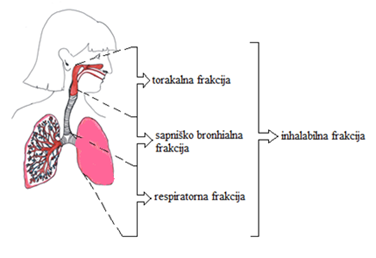 torakalna frakcija
sapniško bronhialna
frakcija
inhalabilna frakcija
respiratorna frakcija